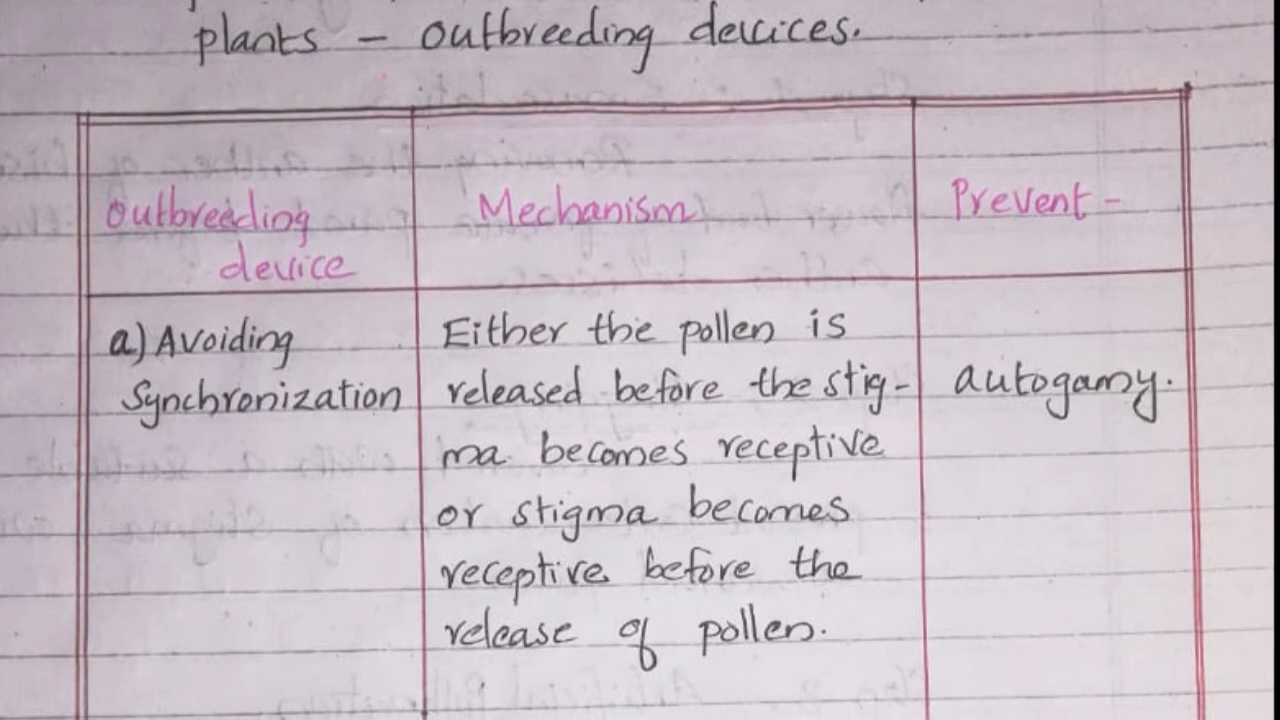 plants - outbreeding devices.
Outbreeding device
Mechanism
Prevent -
a) Avoiding
Synchronization
Either the pollen is
released before the stig-
ma becomes receptive
or stigma becomes
receptive before the
release of pollen.
autogamy.